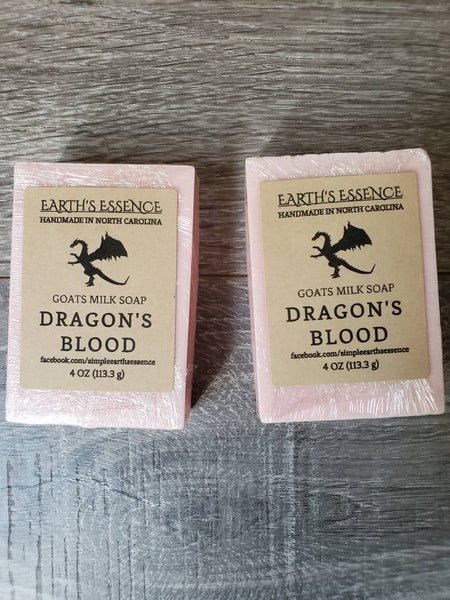 EARTH'S ESSENCE
HANDMADE IN NORTH CAROLINA
GOATS MILK SOAP
DRAGON'S
BLOOD
facebook.com/simpleearthsessence
4 OZ (113.3 g)
EARTH'S ESSENCE
HANDMADE IN NORTH CAROLINA
GOATS MILK SOAP
DRAGON'S
BLOOD
facebook.com/simpleearthsessence
4 OZ (113.3 g)